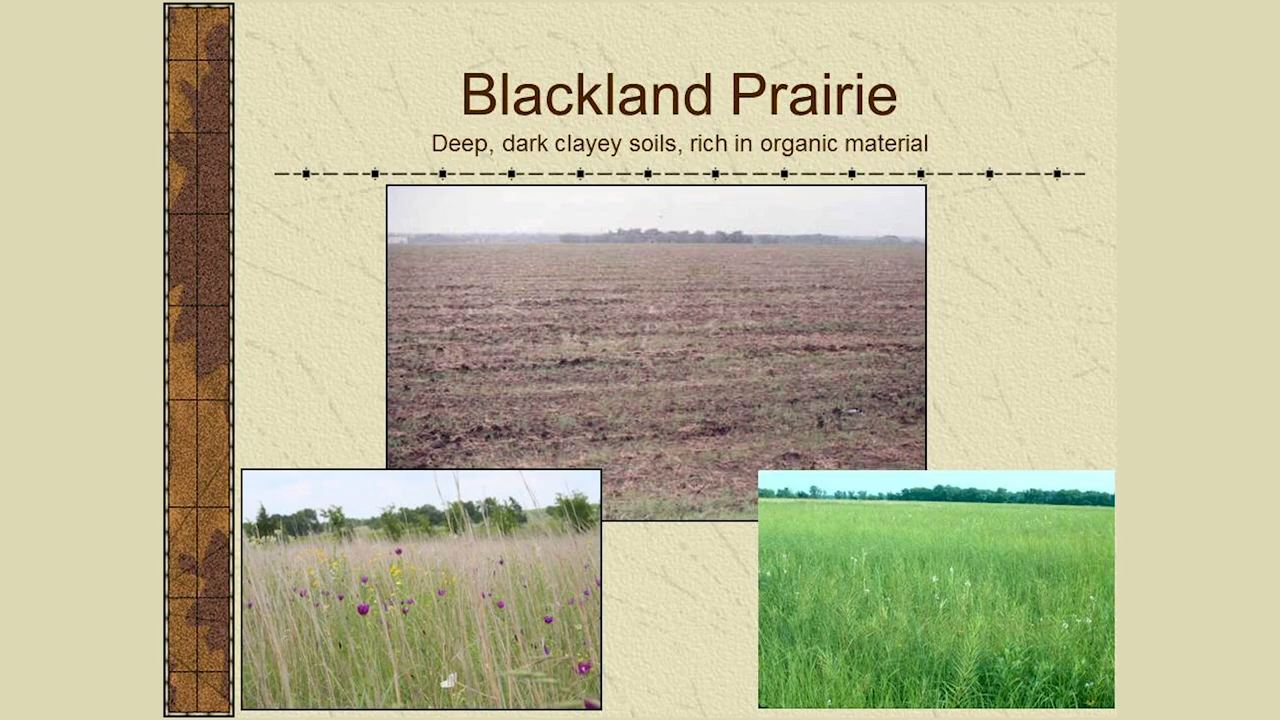 Blackland Prairie
Deep, dark clayey soils, rich in organic material